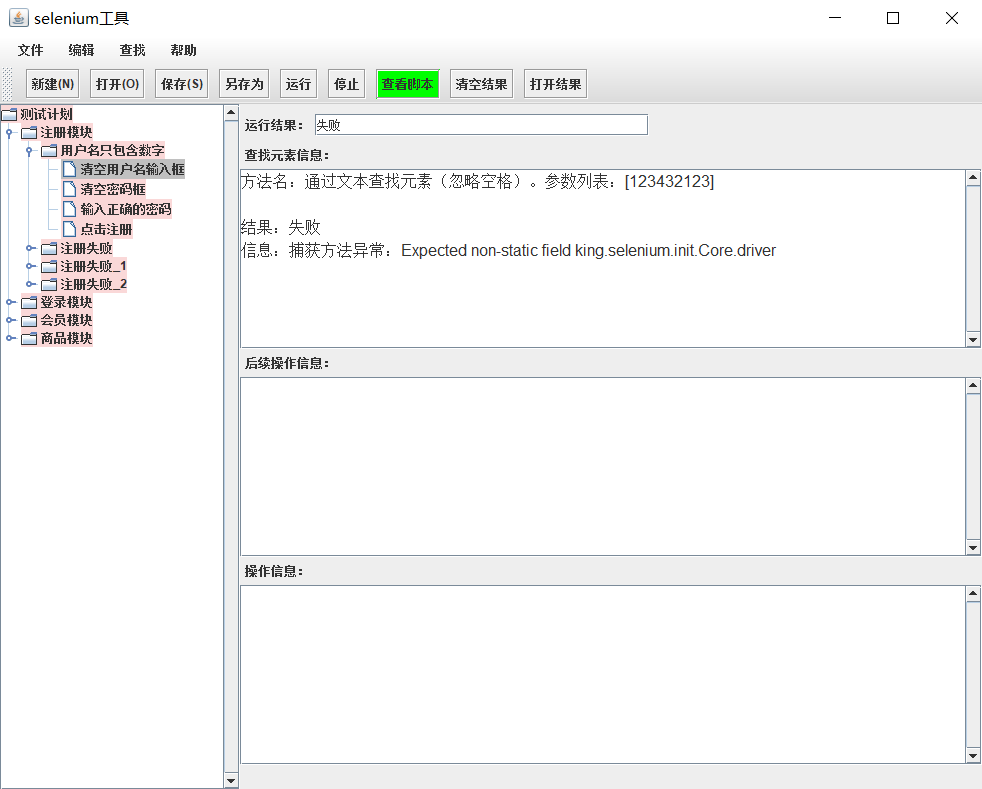 selenium工具
文件 编辑 查找 帮助
新建(N) 打开(O) 保存(S) 另存为 运行 停止 查看脚本 清空结果 打开结果
测试计划
注册模块
用户名只包含数字
清空用户名输入框
清空密码框
输入正确的密码
点击注册
注册失败
注册失败_1
注册失败_2
登录模块
会员模块
商品模块
运行结果： 失败
查找元素信息：
方法名：通过文本查找元素（忽略空格）。参数列表：[123432123]
结果：失败
信息：捕获方法异常：Expected non-static field king.selenium.init.Core.driver
后续操作信息：
操作信息：